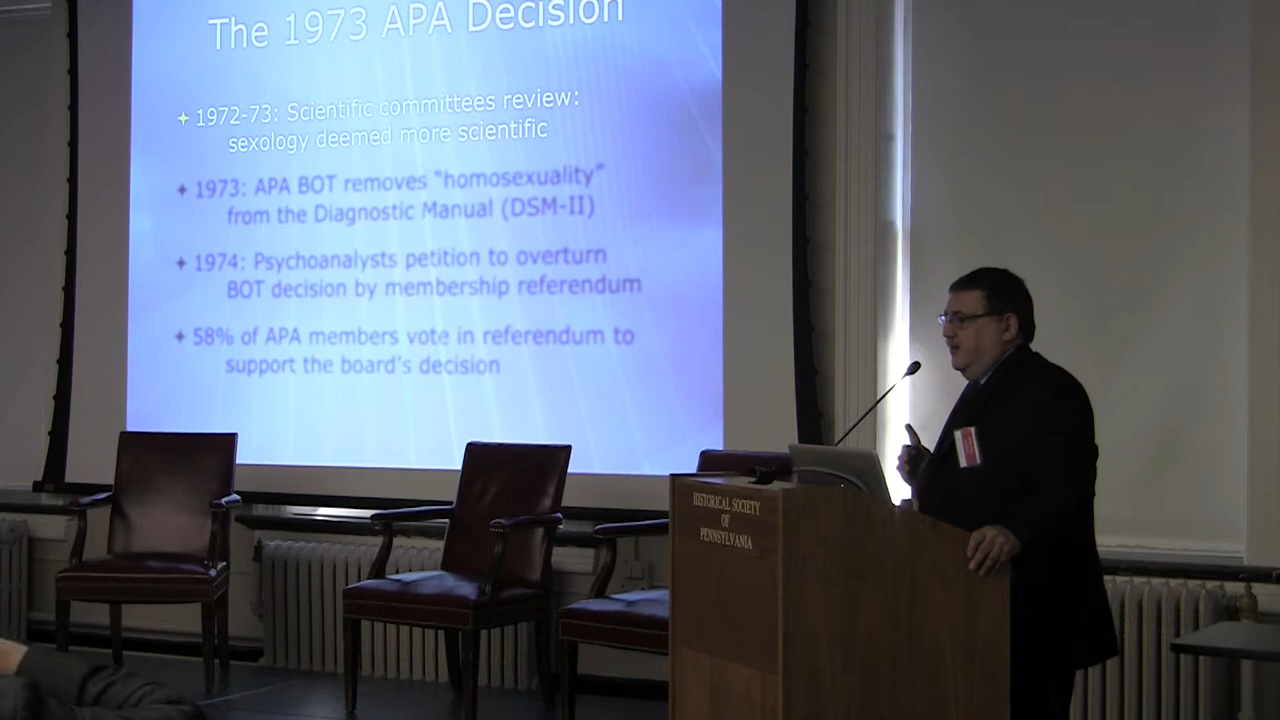 The 1973 APA Decision
1972-73: Scientific committees review:
sexology deemed more scientific
1973: APA BOT removes "homosexuality"
from the Diagnostic Manual (DSM-II)
1974: Psychoanalysts petition to overturn
BOT decision by membership referendum
58% of APA members vote in referendum to
support the board's decision
HISTORICAL SOCIETY
OF
PENNSYLVANIA